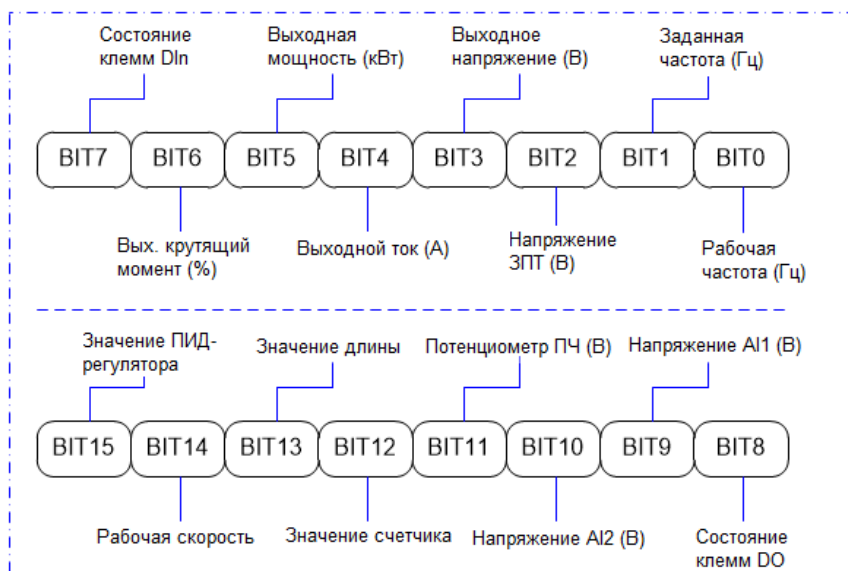 Состояние
клемм DIn
Выходная
мощность (кВт)
Выходное
напряжение (В)
Заданная
частота (Гц)
BIT7
BIT6
BIT5
BIT4
BIT3
BIT2
BIT1
BIT0
Вых. крутящий
момент (%)
Выходной ток (А)
Напряжение
ЗПТ (В)
Рабочая
частота (Гц)
Значение ПИД-
регулятора
Значение длины
Потенциометр ПЧ (В)
Напряжение AI1 (В)
BIT15
BIT14
BIT13
BIT12
BIT11
BIT10
BIT9
BIT8
Рабочая скорость
Значение счетчика
Напряжение AI2 (В)
Состояние
клемм DO